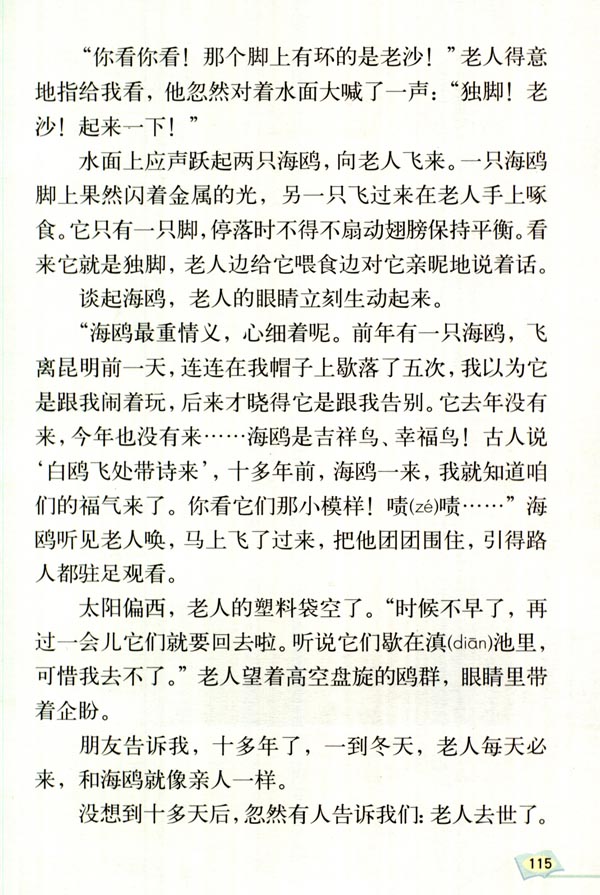 “你看你看！那个脚上有环的是老沙！”老人得意
地指给我看，他忽然对着水面大喊了一声：“独脚！老
沙！起来一下！”
水面上应声跃起两只海鸥，向老人飞来。一只海鸥
脚上果然闪着金属的光，另一只飞过来在老人手上啄
食。它只有一只脚，停落时不得不扇动翅膀保持平衡。看
来它就是独脚，老人边给它喂食边对它亲昵地说着话。
谈起海鸥，老人的眼睛立刻生动起来。
“海鸥最重情义，心细着呢。前年有一只海鸥，飞
离昆明前一天，连连在我帽子上歇落了五次，我以为它
是跟我闹着玩，后来才晓得它是跟我告别。它去年没有
来，今年也没有来……海鸥是吉祥鸟、幸福鸟！古人说
‘白鸥飞处带诗来’，十多年前，海鸥一来，我就知道咱
们的福气来了。你看它们那小模样！啧(zé)啧……”海
鸥听见老人唤，马上飞了过来，把他团团围住，引得路
人都驻足观看。
太阳偏西，老人的塑料袋空了。“时候不早了，再
过一会儿它们就要回去啦。听说它们歇在滇(diān)池里，
可惜我去不了。”老人望着高空盘旋的鸥群，眼睛里带
着企盼。
朋友告诉我，十多年了，一到冬天，老人每天必
来，和海鸥就像亲人一样。
没想到十多天后，忽然有人告诉我们：老人去世了。
115